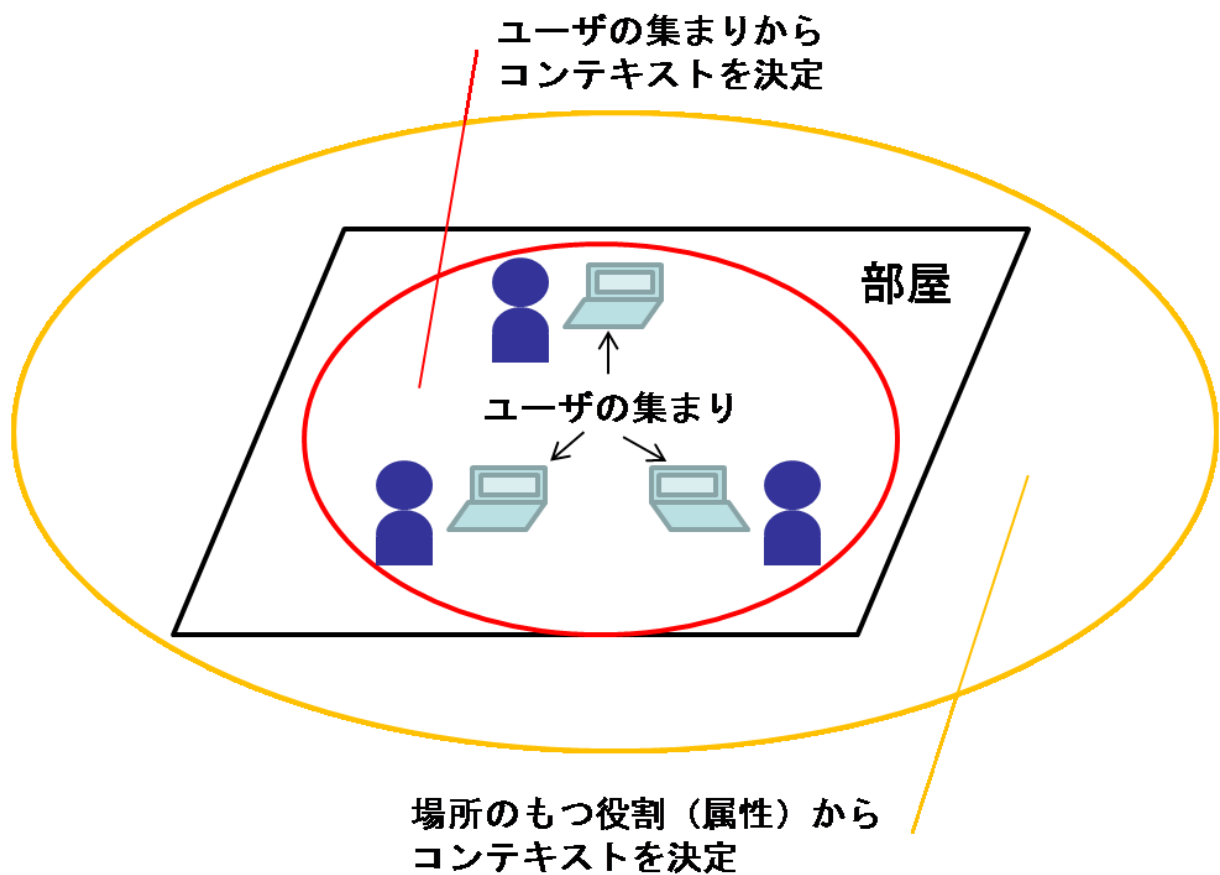 ユーザの集まりから
コンテキストを決定
部屋
ユーザの集まり
場所のもつ役割（属性）から
コンテキストを決定